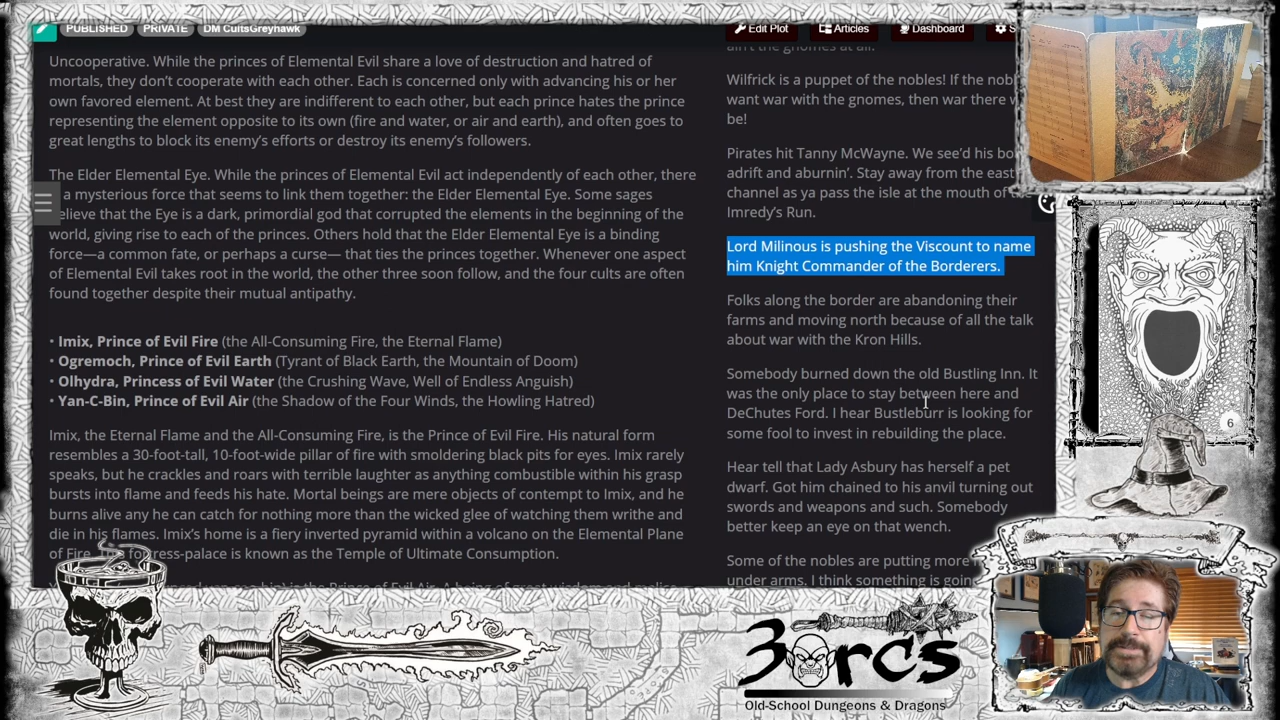 PUBLISHED PRIVATE DM CultsGreyhawk
Edit Plot Articles Dashboard
Uncooperative. While the princes of Elemental Evil share a love of destruction and hatred of
mortals, they don't cooperate with each other. Each is concerned only with advancing his or her
own favored element. At best they are indifferent to each other, but each prince hates the prince
representing the element opposite to its own (fire and water, or air and earth), and often goes to
great lengths to block its enemy's efforts or destroy its enemy's followers.
The Elder Elemental Eye. While the princes of Elemental Evil act independently of each other, there
a mysterious force that seems to link them together: the Elder Elemental Eye. Some sages
believe that the Eye is a dark, primordial god that corrupted the elements in the beginning of the
world, giving rise to each of the princes. Others hold that the Elder Elemental Eye is a binding
force—a common fate, or perhaps a curse— that ties the princes together. Whenever one aspect
of Elemental Evil takes root in the world, the other three soon follow, and the four cults are often
found together despite their mutual antipathy.
• Imix, Prince of Evil Fire (the All-Consuming Fire, the Eternal Flame)
• Ogremoch, Prince of Evil Earth (Tyrant of Black Earth, the Mountain of Doom)
• Olhydra, Princess of Evil Water (the Crushing Wave, Well of Endless Anguish)
• Yan-C-Bin, Prince of Evil Air (the Shadow of the Four Winds, the Howling Hatred)
Imix, the Eternal Flame and the All-Consuming Fire, is the Prince of Evil Fire. His natural form
resembles a 30-foot-tall, 10-foot-wide pillar of fire with smoldering black pits for eyes. Imix rarely
speaks, but he crackles and roars with terrible laughter as anything combustible within his grasp
bursts into flame and feeds his hate. Mortal beings are mere objects of contempt to Imix, and he
burns alive any he can catch for nothing more than the wicked glee of watching them writhe and
die in his flames. Imix's home is a fiery inverted pyramid within a volcano on the Elemental Plane
of Fire. fortress-palace is known as the Temple of Ultimate Consumption.
ain't the gnomes at all.
Wilfrick is a puppet of the nobles! If the
want war with the gnomes, then war there
be!
Pirates hit Tanny McWayne. We see'd his
adrift and aburnin'. Stay away from the east
channel as ya pass the isle at the mouth of
Imredy's Run.
Lord Milinous is pushing the Viscount to name
him Knight Commander of the Borderers.
Folks along the border are abandoning their
farms and moving north because of all the talk
about war with the Kron Hills.
Somebody burned down the old Bustling Inn. It
was the only place to stay between here and
DeChutes Ford. I hear Bustleburr is looking for
some fool to invest in rebuilding the place.
Hear tell that Lady Asbury has herself a pet
dwarf. Got him chained to his anvil turning out
swords and weapons and such. Somebody
better keep an eye on that wench.
Some of the nobles are putting more
under arms. I think something is
6
3 orcs
Old-School Dungeons & Dragons